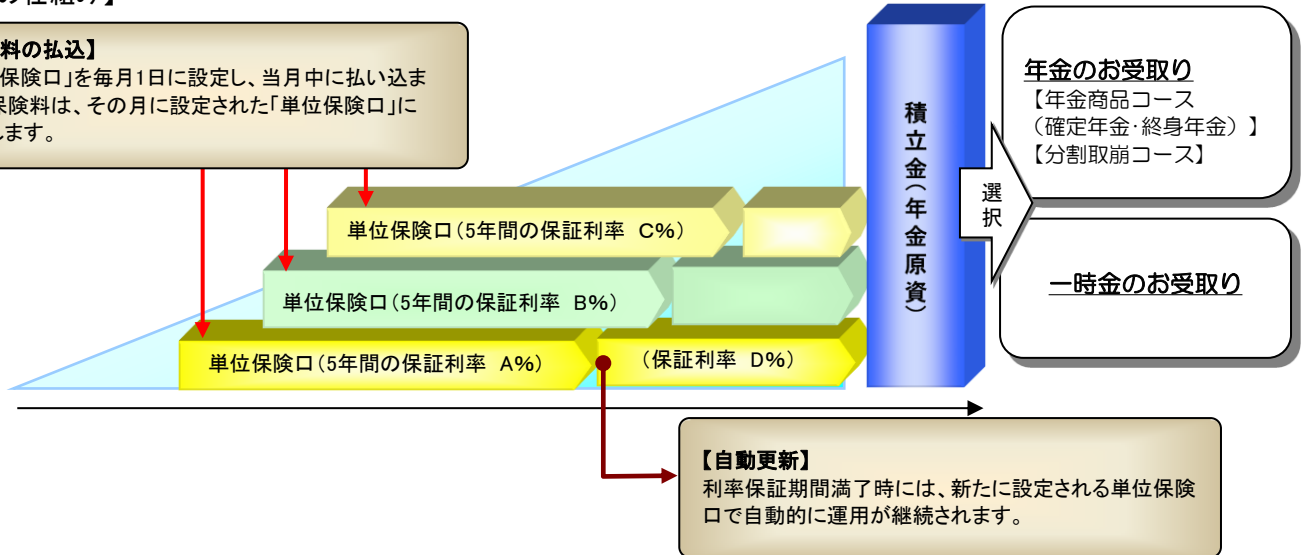 の仕組み】
料の払込】
保険口」を毎月1日に設定し、当月中に払い込ま
保険料は、その月に設定された「単位保険口」に
します。
単位保険口（5年間の保証利率　C%）
単位保険口（5年間の保証利率　B%）
単位保険口（5年間の保証利率　A%）
（保証利率　D%）
積立金（年金原資）
選択
年金のお受取り
【年金商品コース
（確定年金・終身年金）】
【分割取崩コース】
一時金のお受取り
【自動更新】
利率保証期間満了時には、新たに設定される単位保険
口で自動的に運用が継続されます。